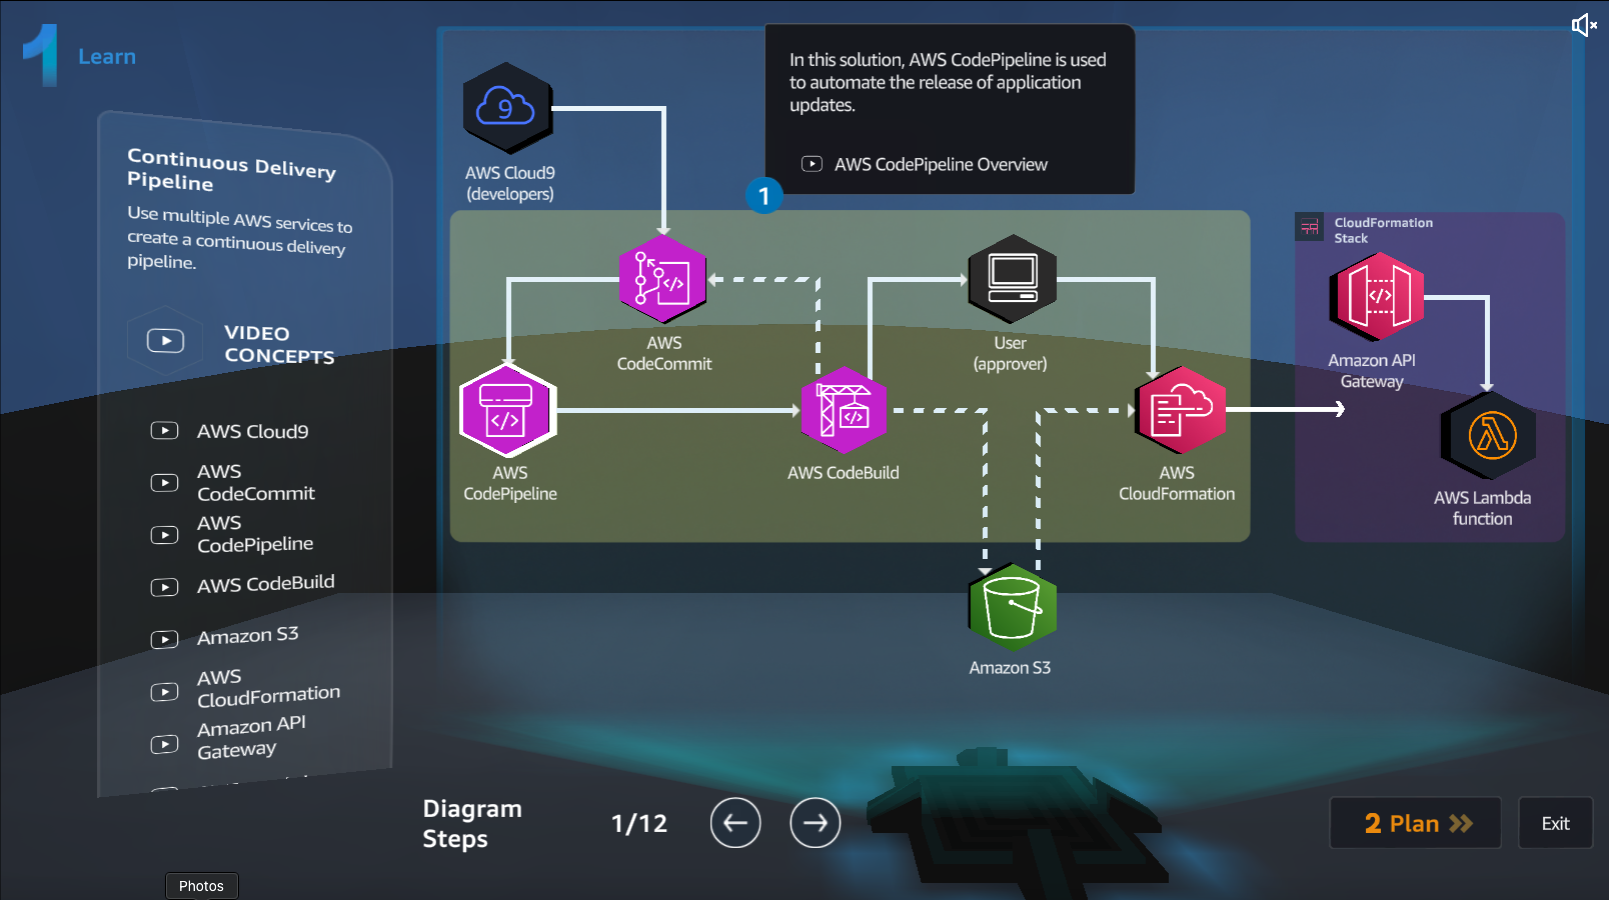 1 Learn
Continuous Delivery
Pipeline
Use multiple AWS services to
create a continuous delivery
pipeline.
VIDEO
CONCEPTS
AWS Cloud9
AWS
CodeCommit
AWS
CodePipeline
AWS CodeBuild
Amazon S3
AWS
CloudFormation
Amazon API
Gateway
In this solution, AWS CodePipeline is used
to automate the release of application
updates.
AWS CodePipeline Overview
1
9
AWS Cloud9
(developers)
AWS
CodeCommit
User
(approver)
AWS
CodePipeline
AWS CodeBuild
AWS
CloudFormation
Amazon S3
CloudFormation
Stack
Amazon API
Gateway
AWS Lambda
function
Diagram
Steps
1/12
2 Plan
Exit
Photos